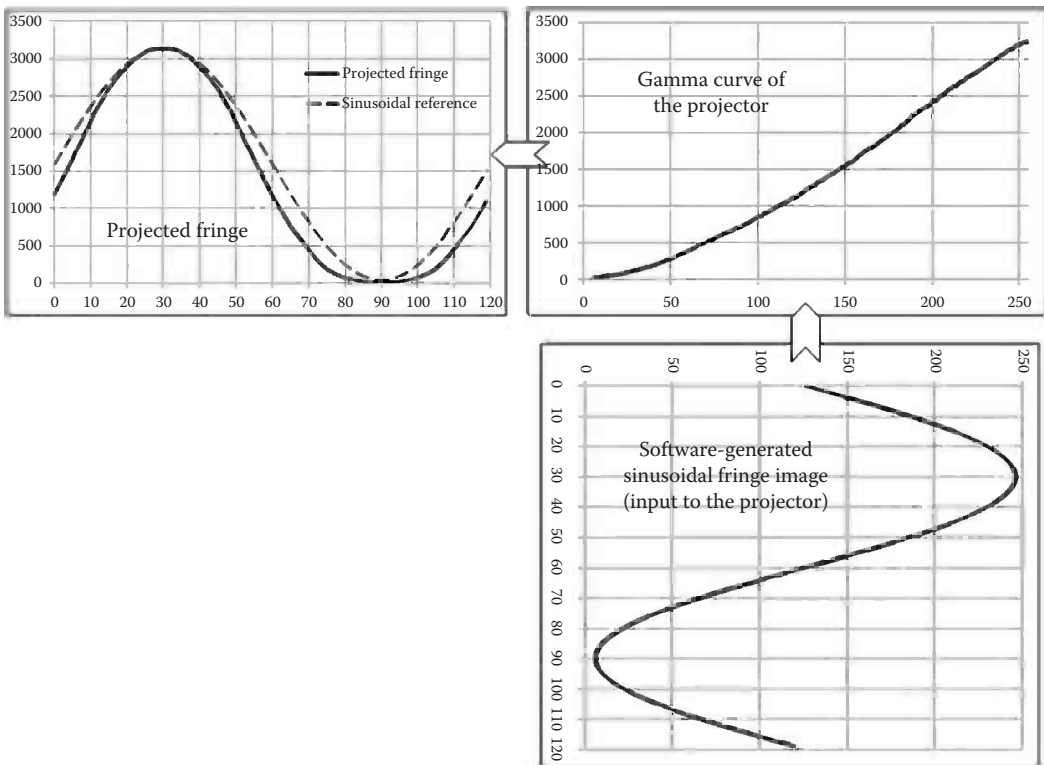 3500
3000
2500
2000
1500
1000
500
0
0 10 20 30 40 50 60 70 80 90 100 110 120
Projected fringe
Sinusoidal reference
Projected fringe
3500
3000
2500
2000
1500
1000
500
0
0 50 100 150 200 250
Gamma curve of
the projector
0 50 100 150 200 250
0
10
20
30
40
50
60
70
80
90
100
110
120
Software-generated
sinusoidal fringe image
(input to the projector)